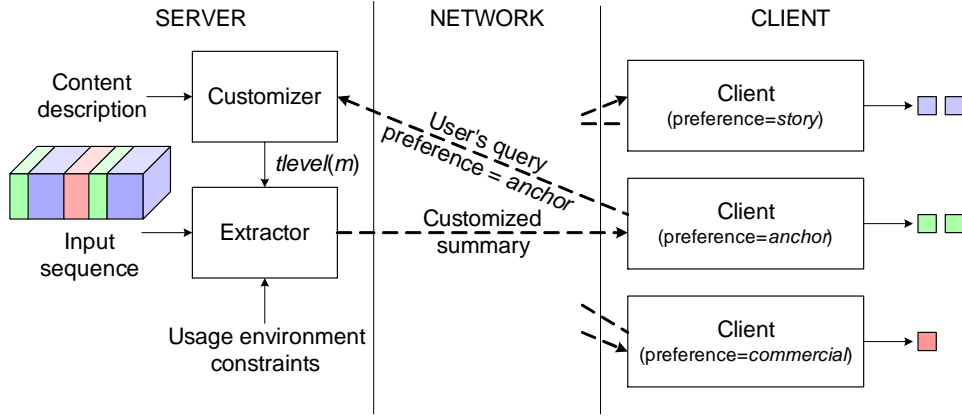 SERVER
NETWORK
CLIENT
Content
description
Customizer
User's query
preference = anchor
Client
(preference=story)
tlevel(m)
Input
sequence
Extractor
Customized
summary
Client
(preference=anchor)
Usage environment
constraints
Client
(preference=commercial)